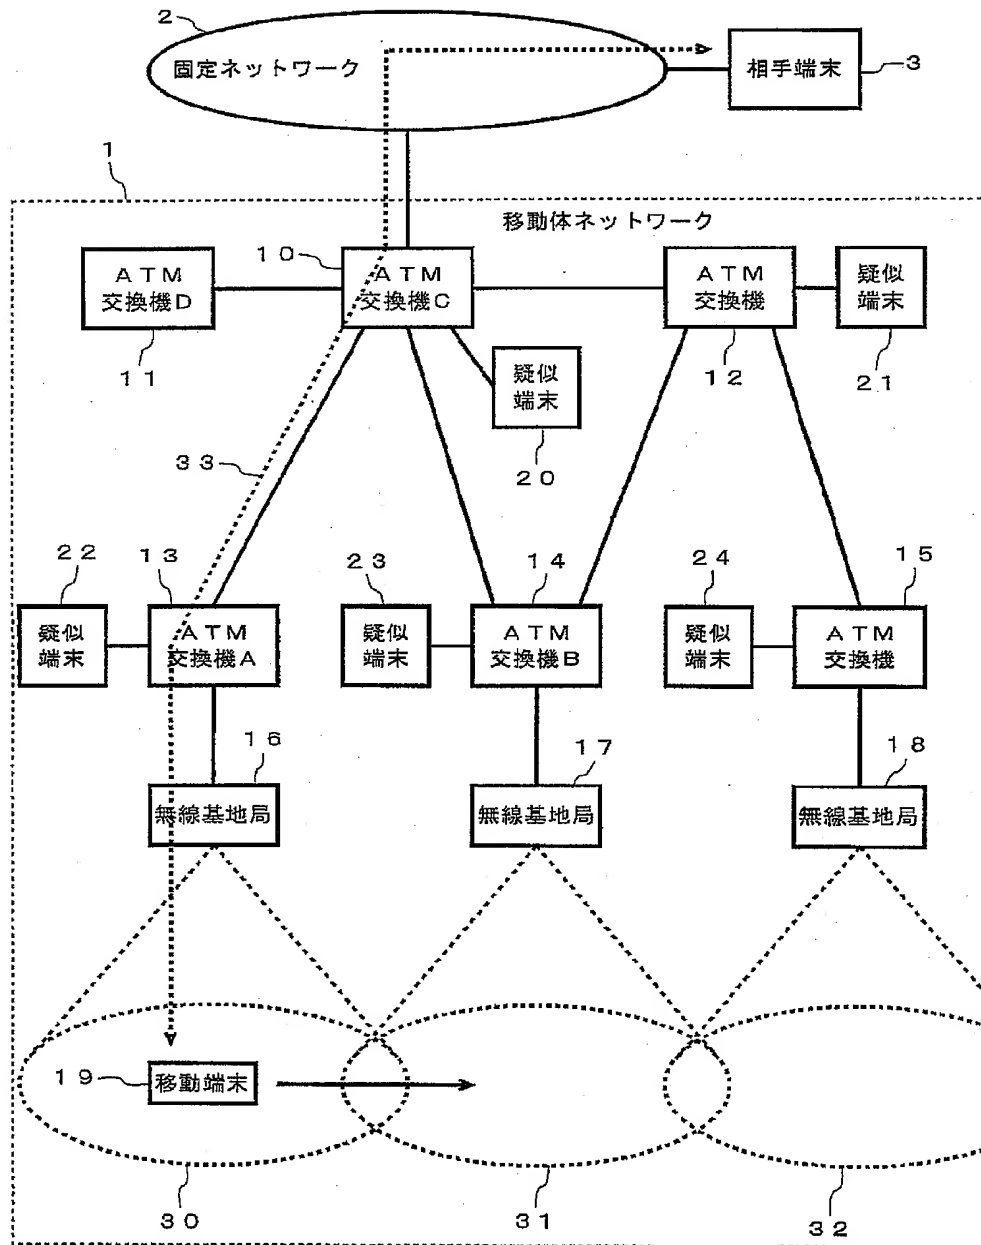 2
固定ネットワーク
相手端末
3
1
移動体ネットワーク
10
ATM
交換機D
ATM
交換機C
ATM
交換機
疑似
端末
11
12
21
疑似
端末
20
33
22
13
23
14
24
15
疑似
端末
ATM
交換機A
疑似
端末
ATM
交換機B
疑似
端末
ATM
交換機
16
17
18
無線基地局
無線基地局
無線基地局
19
移動端末
30
31
32